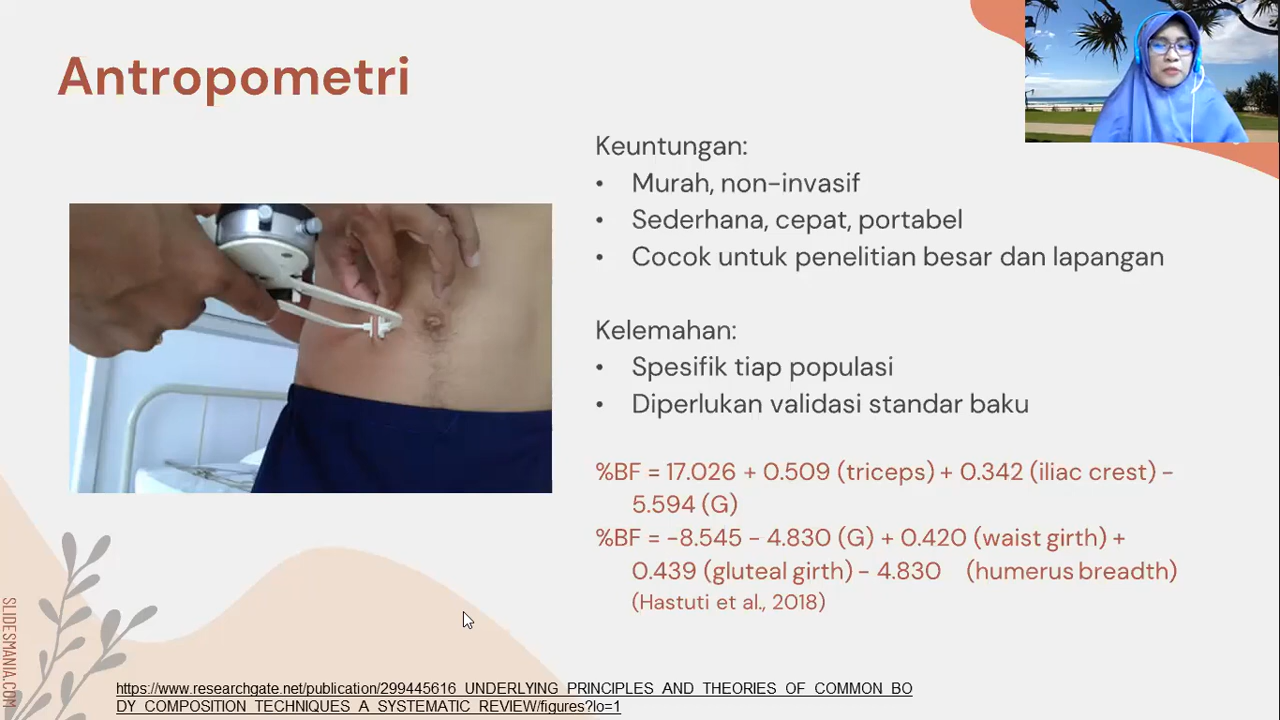 Antropometri
Keuntungan:
• Murah, non-invasif
• Sederhana, cepat, portabel
• Cocok untuk penelitian besar dan lapangan
Kelemahan:
• Spesifik tiap populasi
• Diperlukan validasi standar baku
%BF = 17.026 + 0.509 (triceps) + 0.342 (iliac crest) –
5.594 (G)
%BF = -8.545 – 4.830 (G) + 0.420 (waist girth) +
0.439 (gluteal girth) – 4.830 (humerus breadth)
(Hastuti et al., 2018)
SLIDESMANIA.COM
https://www.researchgate.net/publication/299445616_UNDERLYING_PRINCIPLES_AND_THEORIES_OF_COMMON_BO
DY_COMPOSITION_TECHNIQUES_A_SYSTEMATIC_REVIEW/figures?lo=1